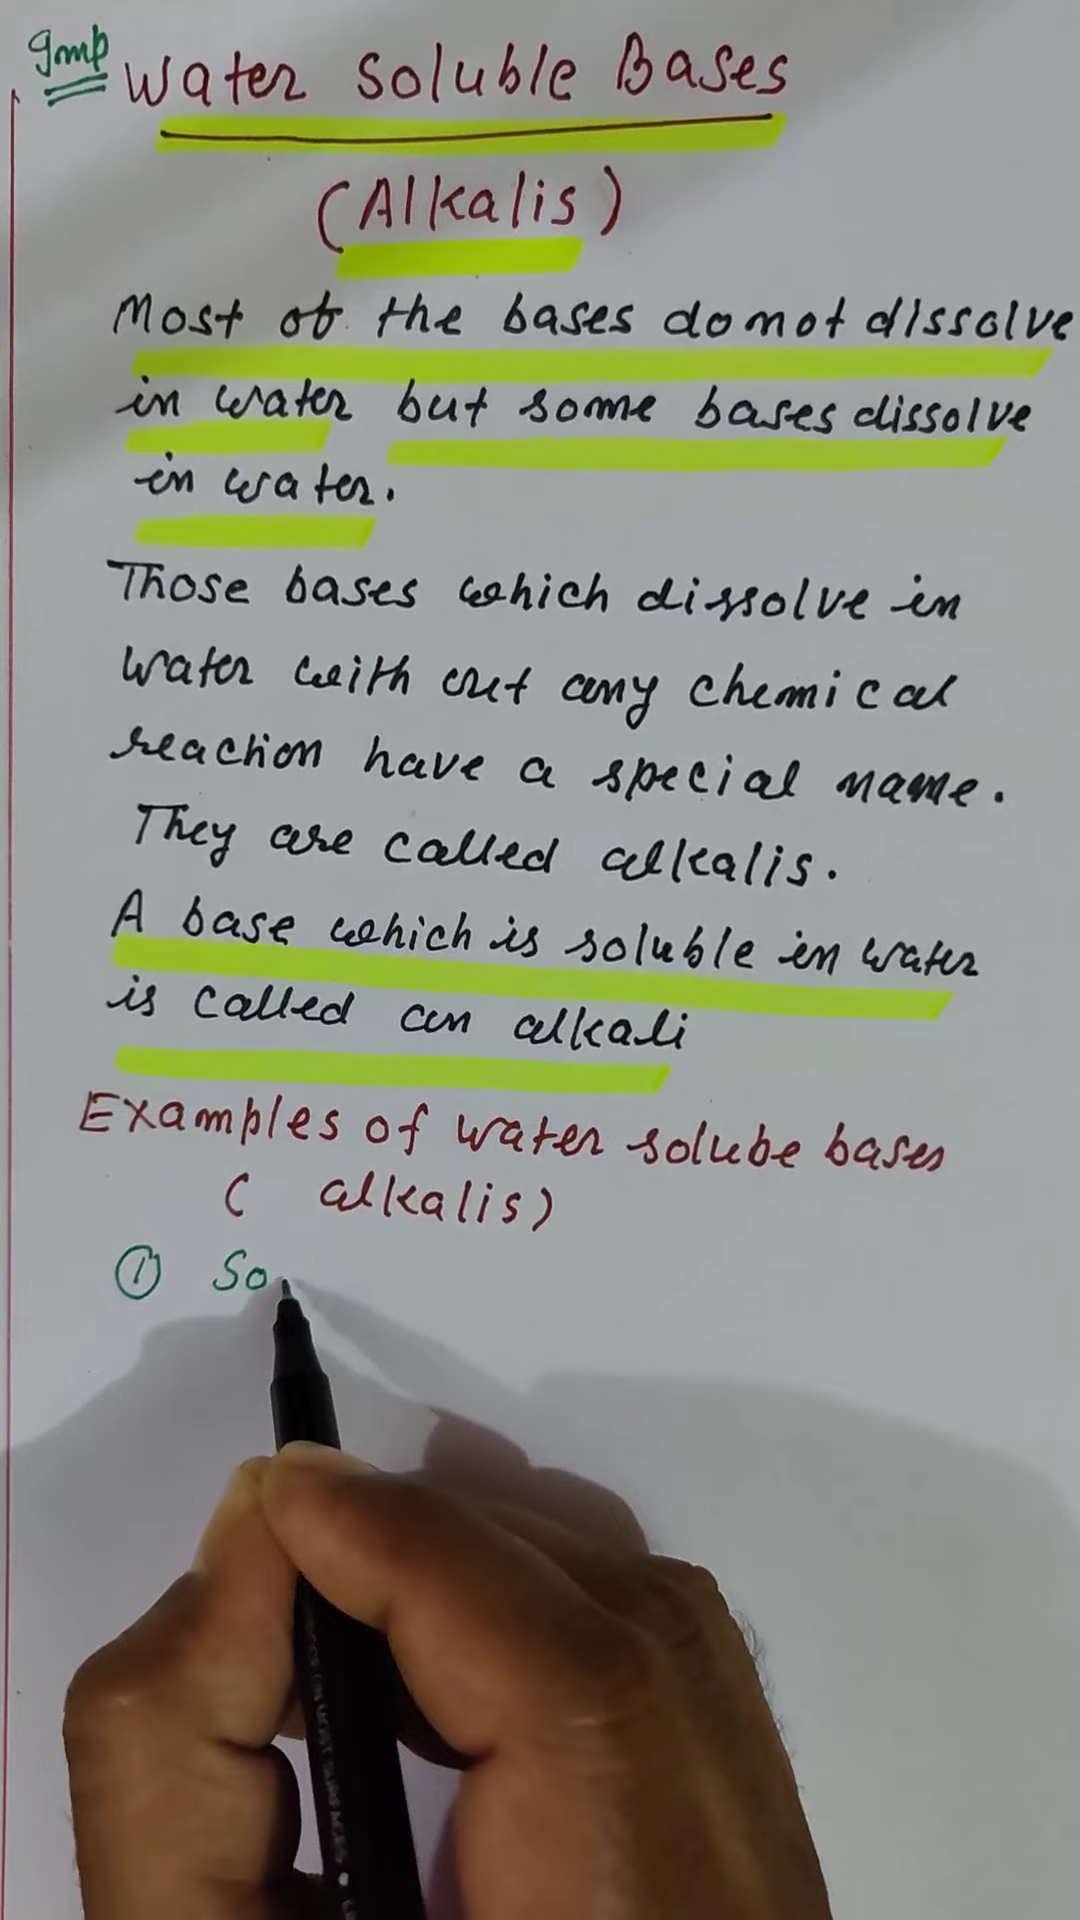 Imp
Water soluble Bases
(Alkalis)
Most of the bases do not dissolve
in water but some bases dissolve
in water.
Those bases which dissolve in
water with out any chemical
reaction have a special name.
They are called alkalis.
A base which is soluble in water
is called an alkali
Examples of water solube bases
( alkalis)
① So